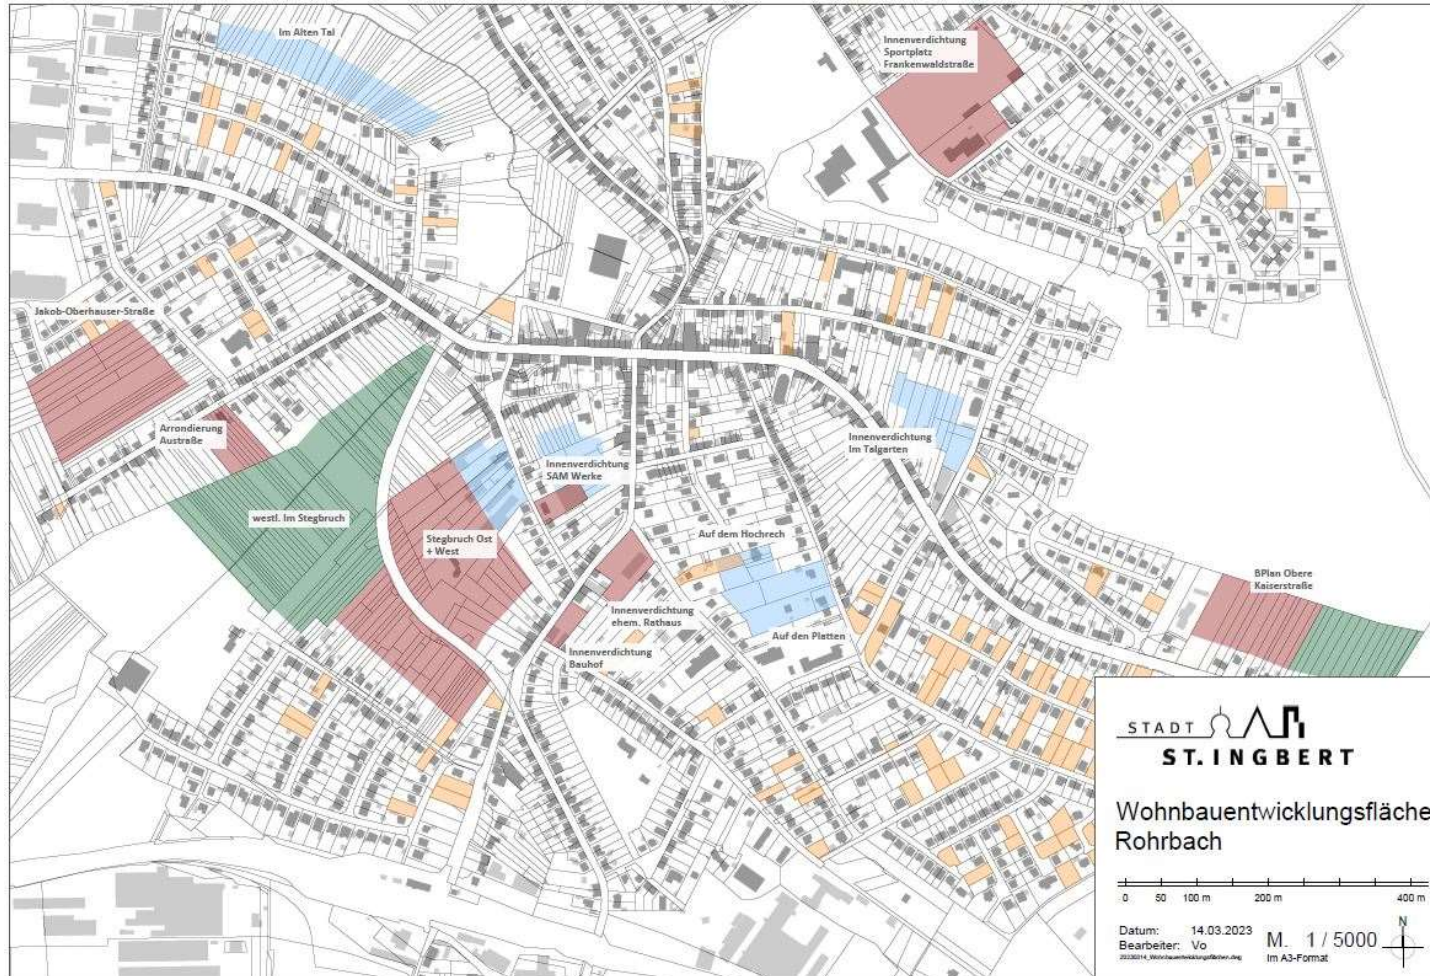 Im Alten Tal
Innenverdichtung
Sportplatz
Frankenwaldstraße
Jakob-Oberhauser-Straße
Arrondierung
Austraße
Innenverdichtung
Im Talgarten
Innenverdichtung
- SAM Werke
westl. Im Stegbruch
Stegbruch Ost
+ West
Auf dem Hochrech
BPlan Obere
Kaiserstraße
Innenverdichtung
ehem. Rathaus
Auf den Platten
Innenverdichtung
Bauhof
STADT
ST. INGBERT
Wohnbauentwicklungsfläche
Rohrbach
0 50 100 m 200 m 400 m
Datum: 14.03.2023
Bearbeiter: Vo
M. 1 / 5000
Im A3-Format
N